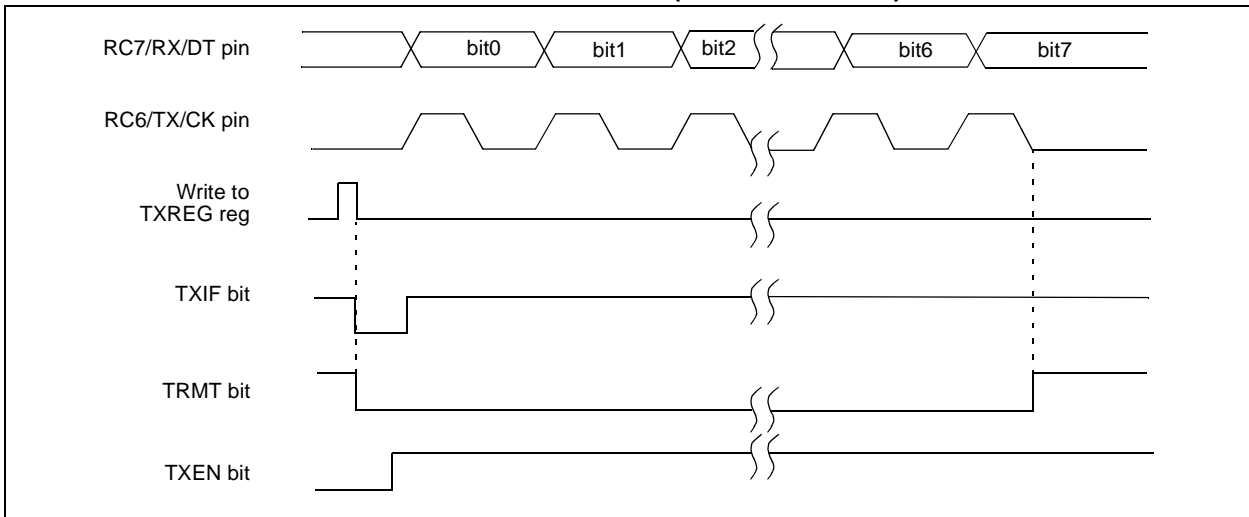 RC7/RX/DT pin
bit0 bit1 bit2 bit6 bit7
RC6/TX/CK pin
Write to
TXREG reg
TXIF bit
TRMT bit
TXEN bit